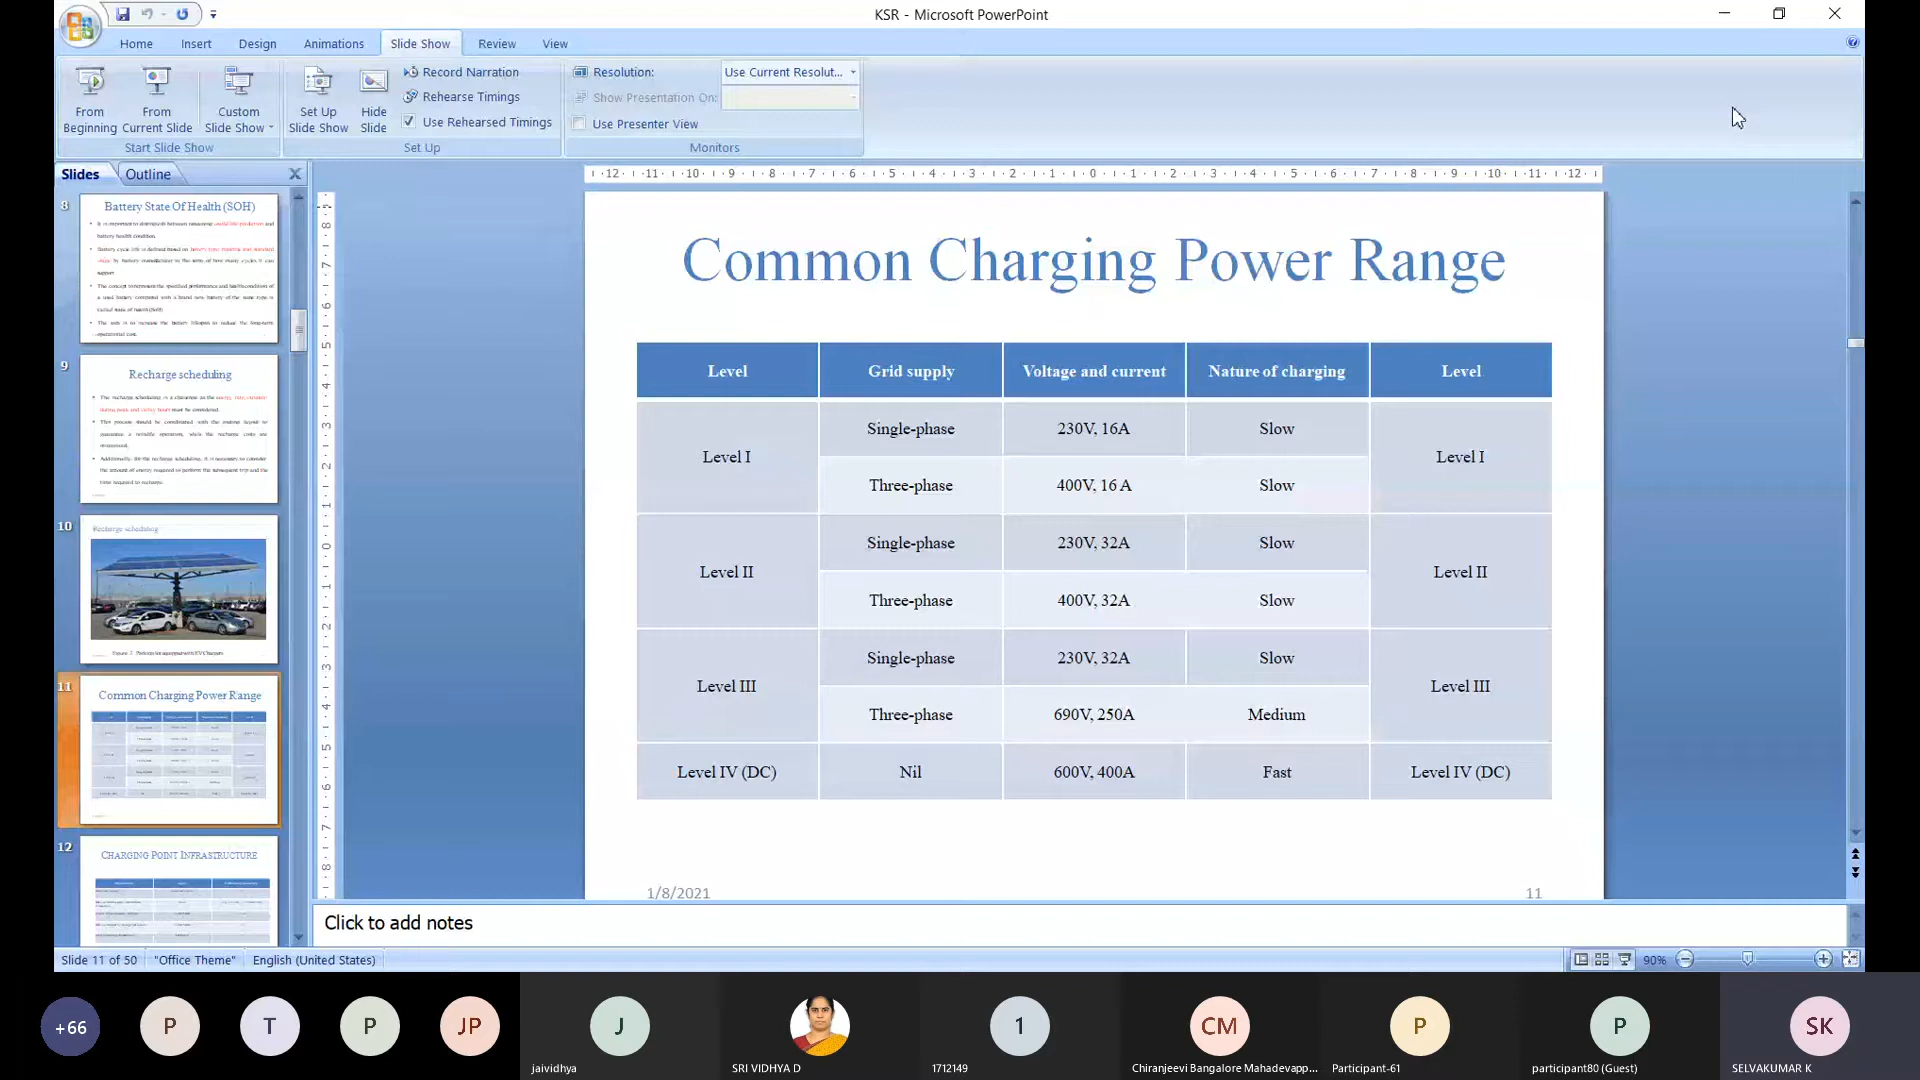 KSR - Microsoft PowerPoint
Home Insert Design Animations Slide Show Review View
From Beginning
From Current Slide
Custom Slide Show
Start Slide Show
Set Up Slide Show
Hide Slide
Record Narration
Rehearse Timings
Use Rehearsed Timings
Set Up
Resolution: Use Current Resolut...
Show Presentation On:
Use Presenter View
Monitors
Slides Outline
8
Battery State Of Health (SOH)
9
Recharge scheduling
10
Recharge scheduling
11
Common Charging Power Range
12
CHARGING POINT INFRASTRUCTURE
Common Charging Power Range
Level Grid supply Voltage and current Nature of charging Level
Level I Single-phase 230V, 16A Slow Level I
Three-phase 400V, 16 A Slow
Level II Single-phase 230V, 32A Slow Level II
Three-phase 400V, 32A Slow
Level III Single-phase 230V, 32A Slow Level III
Three-phase 690V, 250A Medium
Level IV (DC) Nil 600V, 400A Fast Level IV (DC)
1/8/2021 11
Click to add notes
Slide 11 of 50 "Office Theme" English (United States) 90%
+66 P T P JP J 1 CM P P SK
jaividhya SRI VIDHYA D 1712149 Chiranjeevi Bangalore Mahadevapp... Participant-61 participant80 (Guest) SELVAKUMAR K